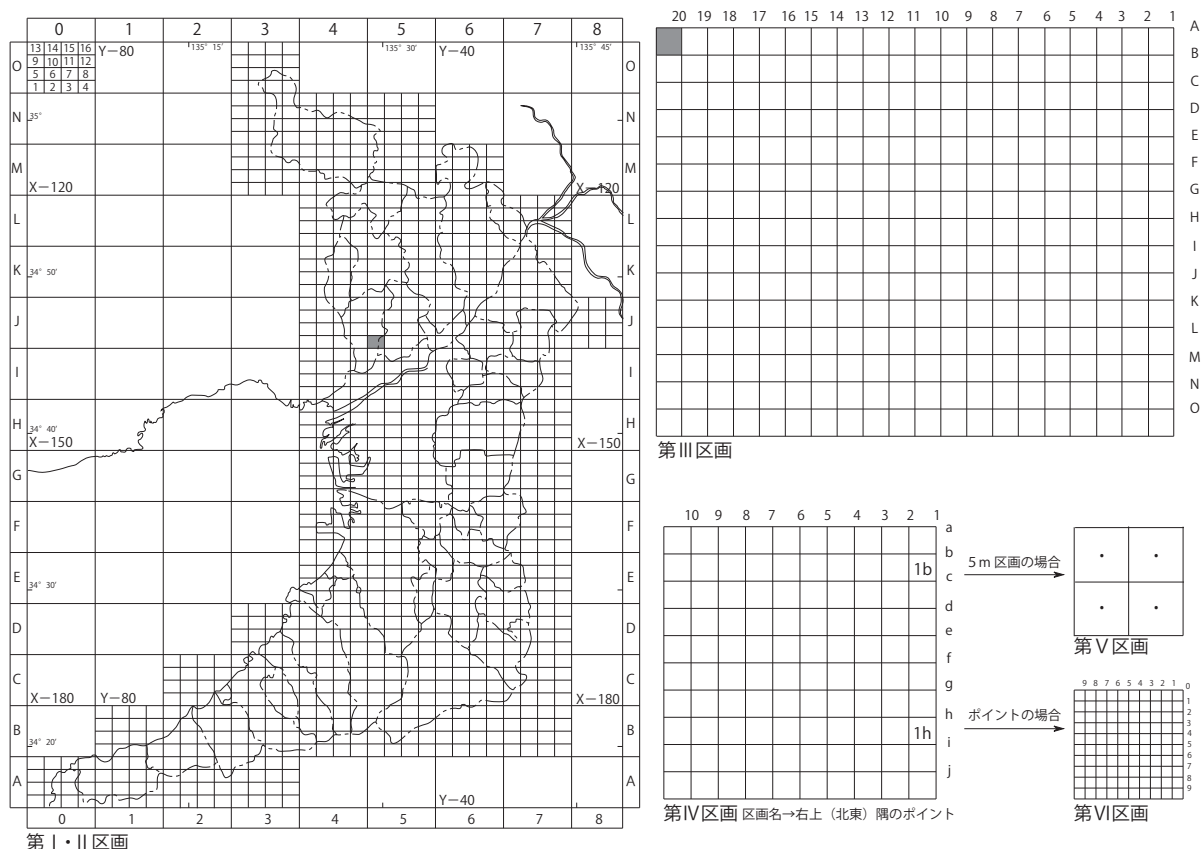 0 1 2 3 4 5 6 7 8
13 14 15 16
9 10 11 12
5 6 7 8
1 2 3 4
Y−80
135° 15′
135° 30′
Y−40
135° 45′
O O
N 35° N
M M
X−120 X−120
L L
K 34° 50′ K
J J
I I
H 34° 40′ H
X−150 X−150
G G
F F
E 34° 30′ E
D D
C C
X−180 Y−80 X−180
B 34° 20′ B
A A
Y−40
0 1 2 3 4 5 6 7 8
第Ⅰ・Ⅱ区画
20 19 18 17 16 15 14 13 12 11 10 9 8 7 6 5 4 3 2 1
A
B
C
D
E
F
G
H
I
J
K
L
M
N
O
第Ⅲ区画
10 9 8 7 6 5 4 3 2 1
a
b
1b
c
d
e
f
g
h
1h
i
j
第Ⅳ区画 区画名→右上（北東）隅のポイント
5m区画の場合
第Ⅴ区画
ポイントの場合
9 8 7 6 5 4 3 2 1 0
1
2
3
4
5
6
7
8
9
第Ⅵ区画